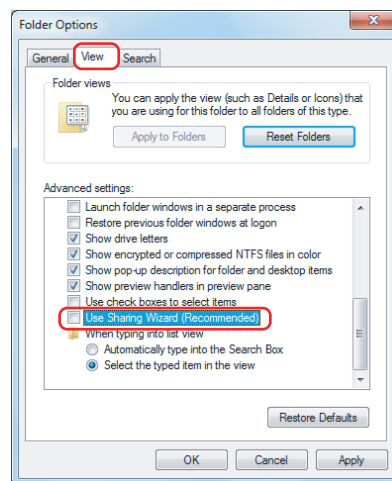 Folder Options
General View Search
Folder views
You can apply the view (such as Details or Icons) that
you are using for this folder to all folders of this type.
Apply to Folders Reset Folders
Advanced settings:
Launch folder windows in a separate process
Restore previous folder windows at logon
Show drive letters
Show encrypted or compressed NTFS files in color
Show pop-up description for folder and desktop items
Show preview handlers in preview pane
Use check boxes to select items
Use Sharing Wizard (Recommended)
When typing into list view
Automatically type into the Search Box
Select the typed item in the view
Restore Defaults
OK Cancel Apply